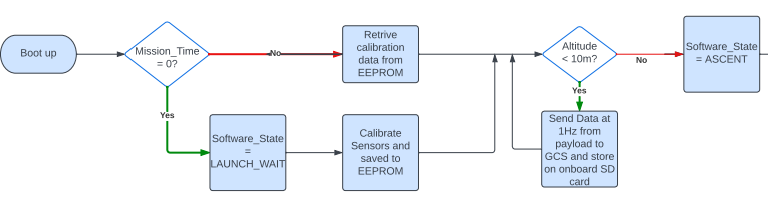 Boot up
Mission_Time
= 0?
No
Retrive
calibration
data from
EEPROM
Altitude
< 10m?
No
Software_State
= ASCENT
Yes
Software_State
=
LAUNCH_WAIT
Calibrate
Sensors and
saved to
EEPROM
Yes
Send Data at
1Hz from
payload to
GCS and store
on onboard SD
card